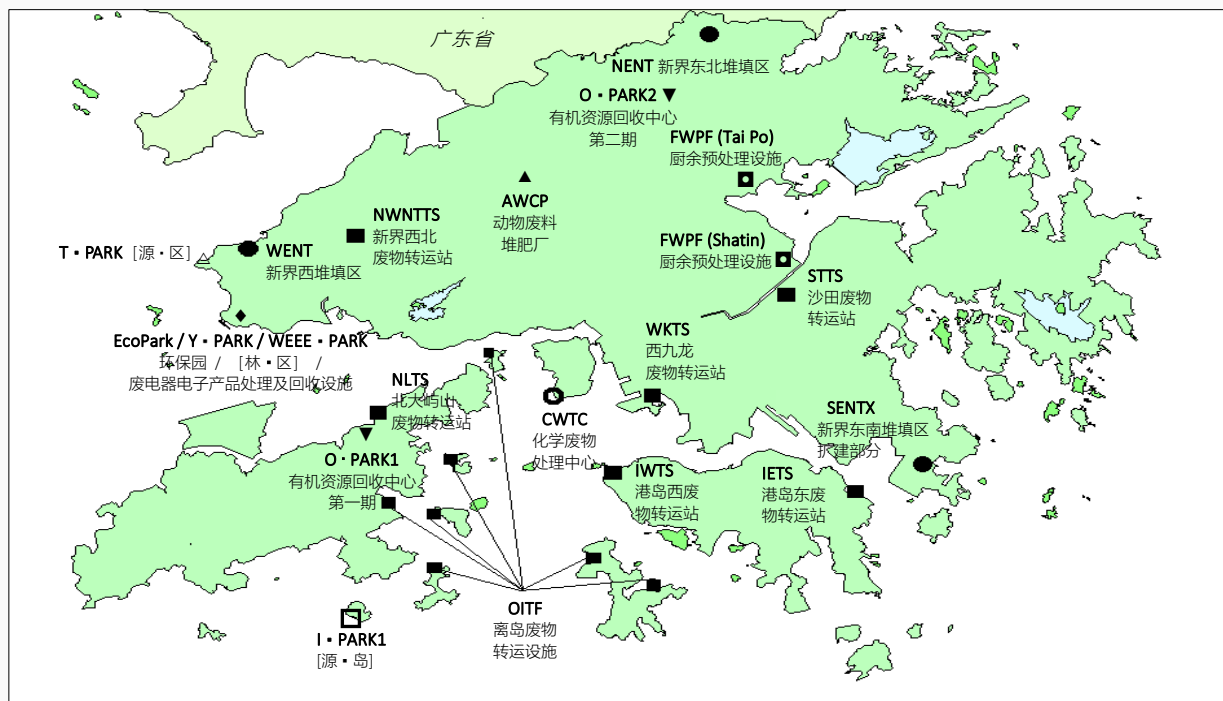 广东省
NENT 新界东北堆填区
O・PARK2
有机资源回收中心
第二期
FWPF (Tai Po)
厨余预处理设施
AWCP
动物废料
堆肥厂
NWNTTS
新界西北
废物转运站
T・PARK [源・区]
WENT
新界西堆填区
FWPF (Shatin)
厨余预处理设施
STTS
沙田废物
转运站
EcoPark / Y・PARK / WEEE・PARK
环保园 / [林・区] /
废电器电子产品处理及回收设施
WKTS
西九龙
废物转运站
NLTS
北大屿山
废物转运站
CWTC
化学废物
处理中心
SENTX
新界东南堆填区
扩建部分
O・PARK1
有机资源回收中心
第一期
IWTS
港岛西废
物转运站
IETS
港岛东废
物转运站
OITF
离岛废物
转运设施
I・PARK1
[源・岛]